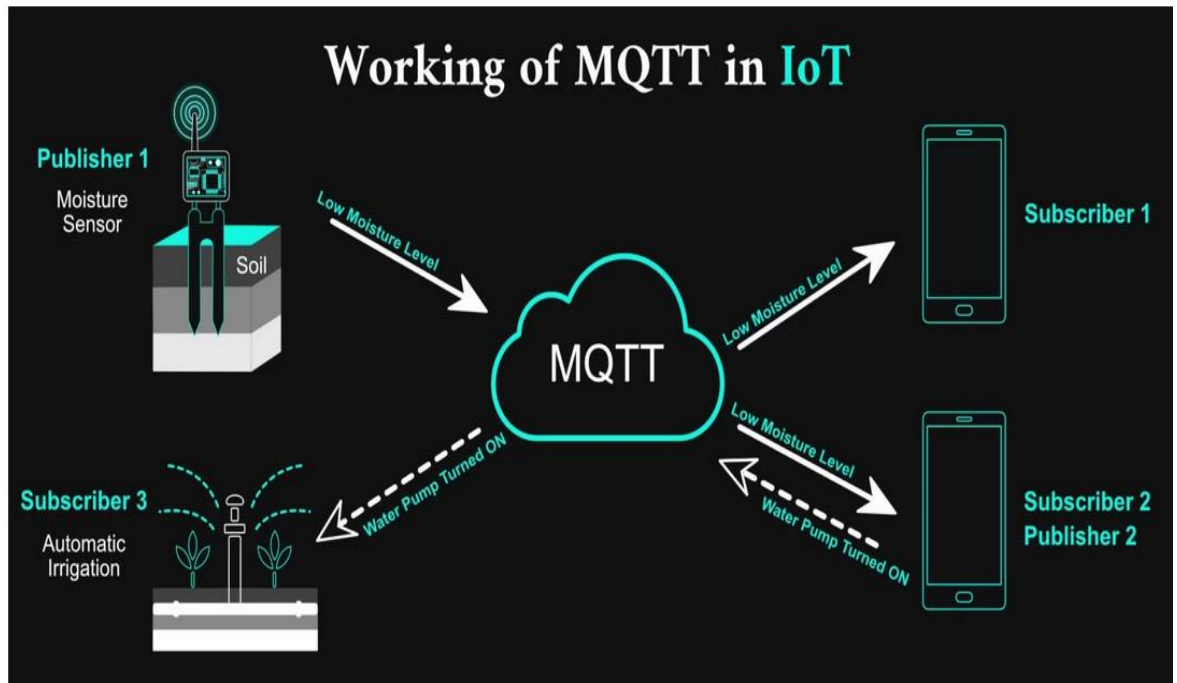 Working of MQTT in IoT
Publisher 1
Moisture
Sensor
Soil
Low Moisture Level
MQTT
Low Moisture Level
Subscriber 1
Low Moisture Level
Water Pump Turned ON
Subscriber 2
Publisher 2
Water Pump Turned ON
Subscriber 3
Automatic
Irrigation